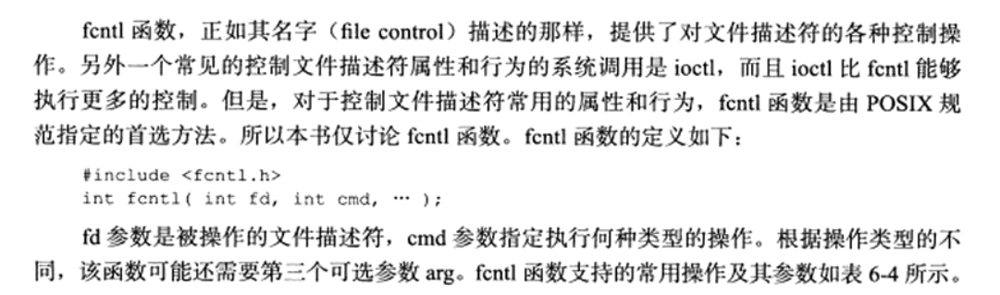 fcntl 函数，正如其名字（file control）描述的那样，提供了对文件描述符的各种控制操
作。另外一个常见的控制文件描述符属性和行为的系统调用是 ioctl，而且 ioctl 比 fcntl 能够
执行更多的控制。但是，对于控制文件描述符常用的属性和行为，fcntl 函数是由 POSIX 规
范指定的首选方法。所以本书仅讨论 fcntl 函数。fcntl 函数的定义如下：
#include <fcntl.h>
int fcntl( int fd, int cmd, … );
fd 参数是被操作的文件描述符，cmd 参数指定执行何种类型的操作。根据操作类型的不
同，该函数可能还需要第三个可选参数 arg。fcntl 函数支持的常用操作及其参数如表 6-4 所示。